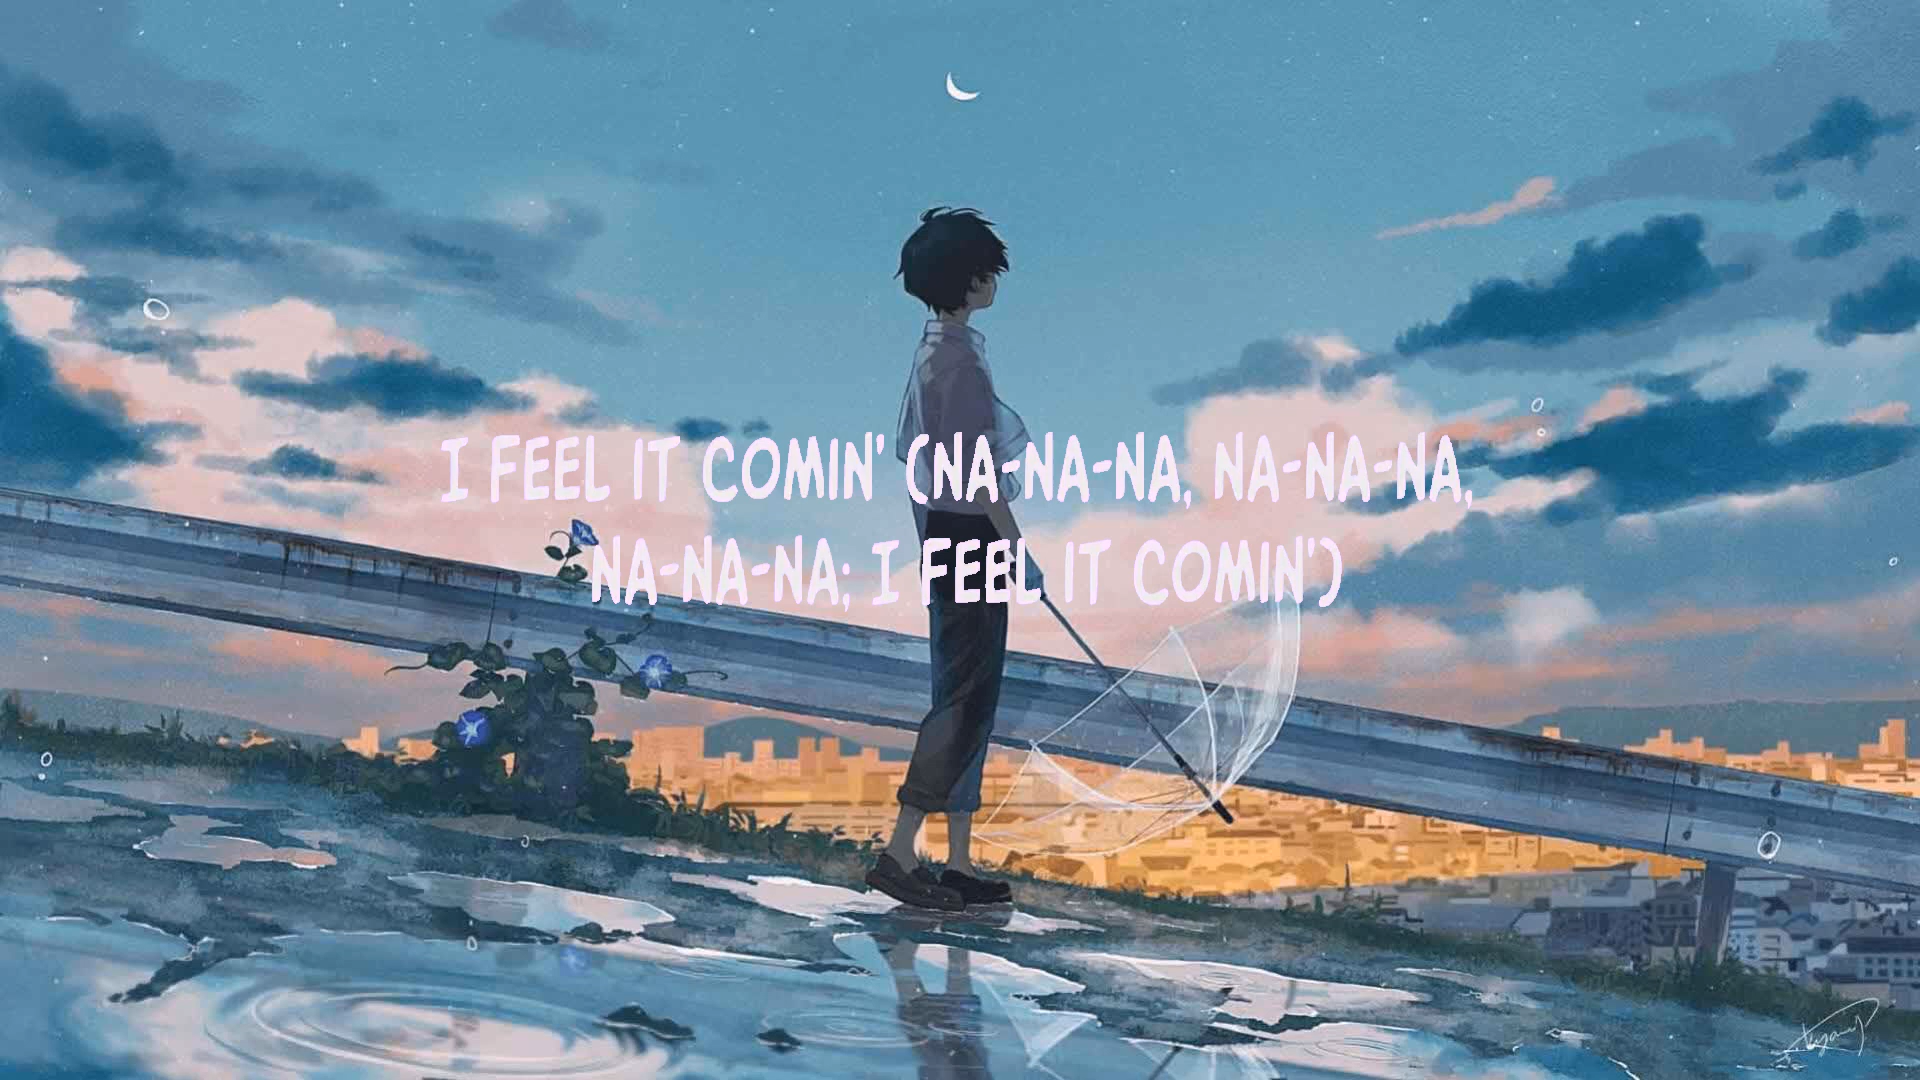 I FEEL IT COMIN' (NA-NA-NA, NA-NA-NA,
NA-NA-NA; I FEEL IT COMIN')